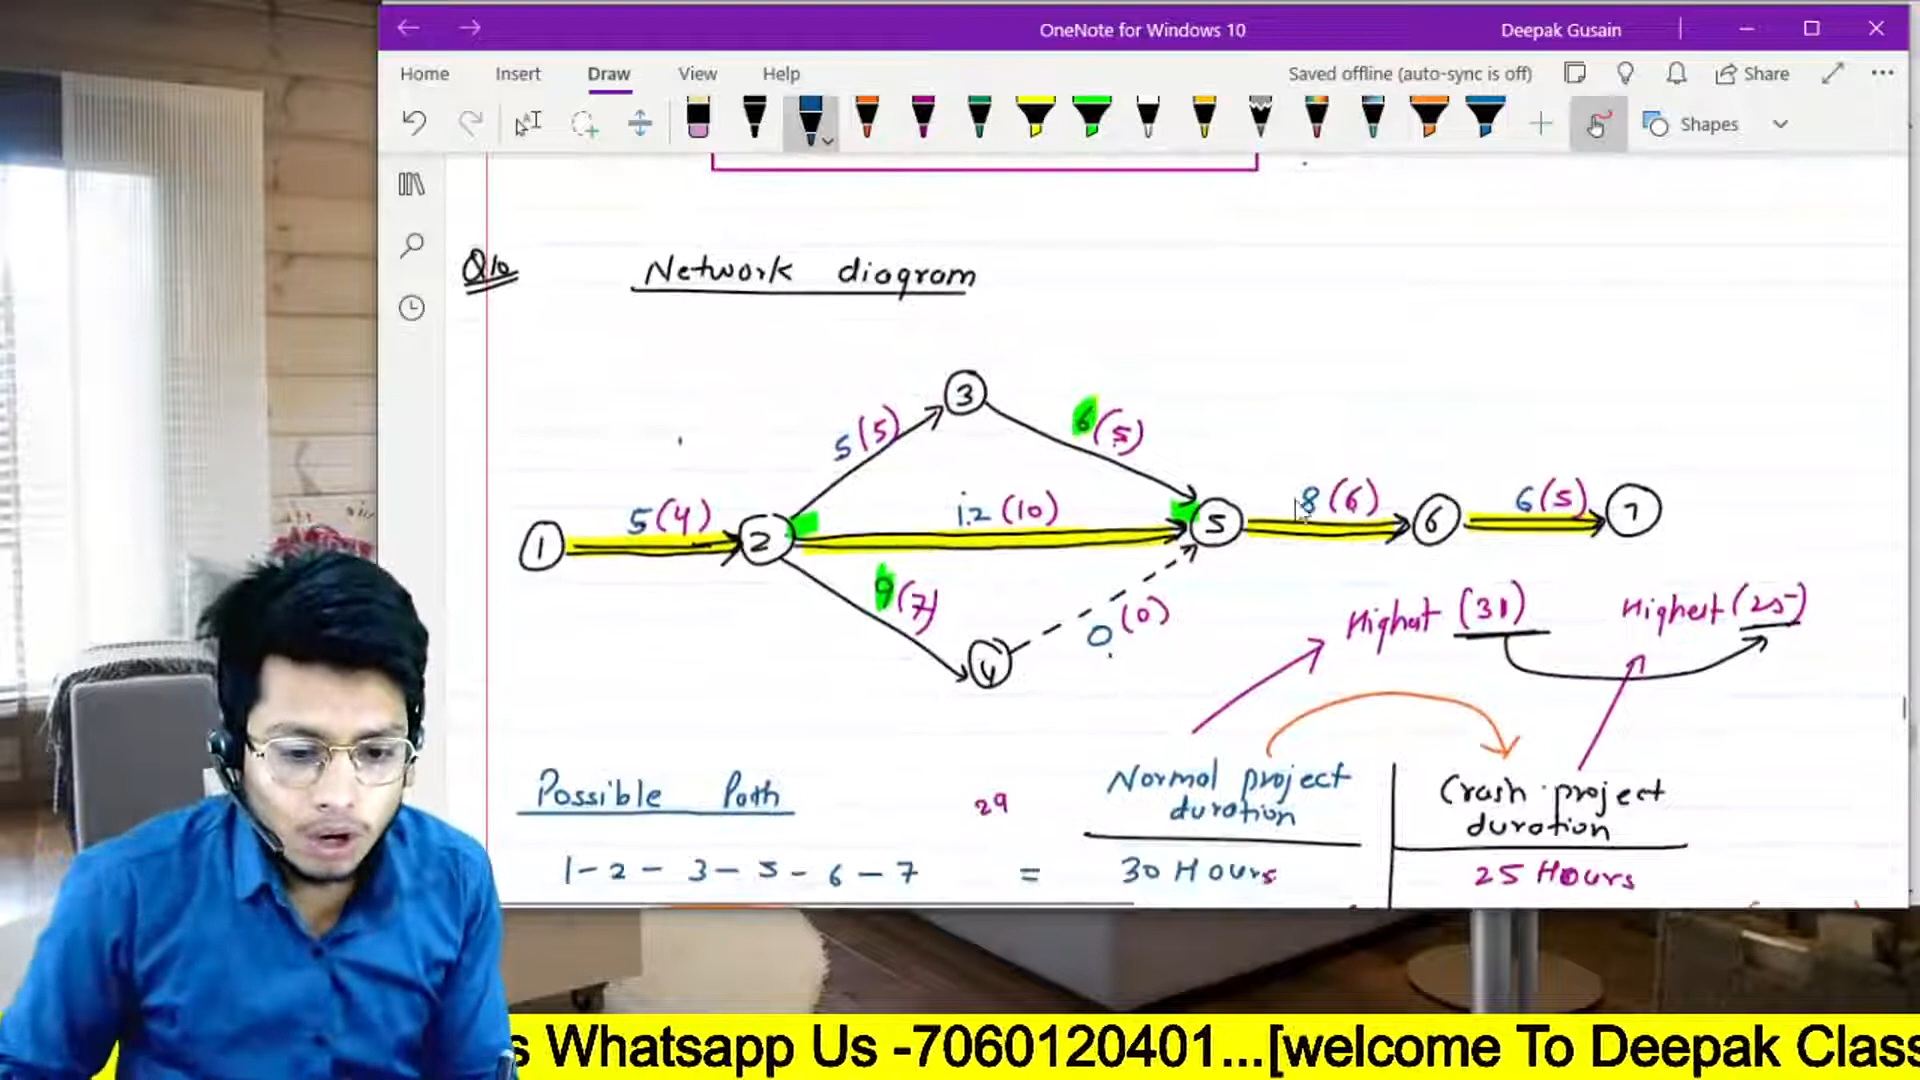 OneNote for Windows 10
Deepak Gusain
Home Insert Draw View Help
Saved offline (auto-sync is off)
Share
Shapes
Q10 Network diagram
3
5(5)
6(5)
5(4)
12(10)
8(6)
6(5)
1
2
5
6
7
9(7)
0(0)
4
Highest (31)
Highest (25)
Possible Path
29
Normal project
duration
Crash project
duration
1-2-3-5-6-7
=
30 Hours
25 Hours
s Whatsapp Us -7060120401...[welcome To Deepak Class